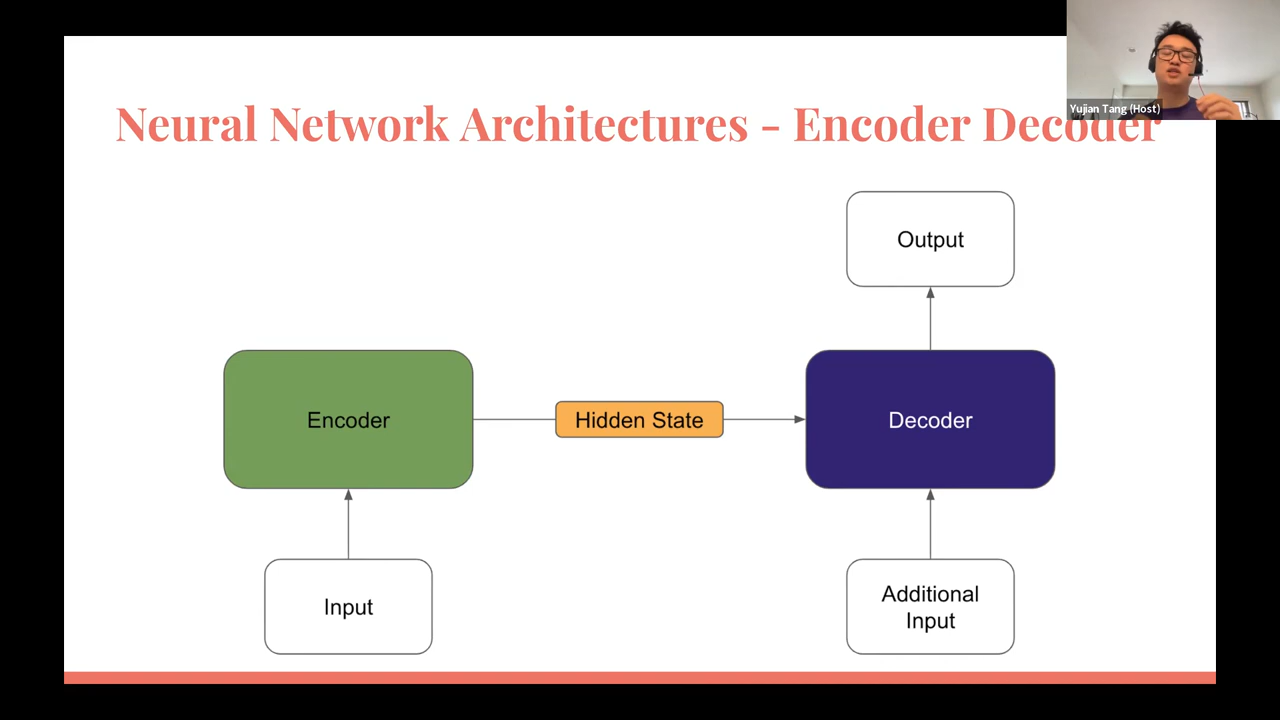 Yujian Tang (Host)
Neural Network Architectures - Encoder Decoder
Output
Encoder
Hidden State
Decoder
Input
Additional
Input